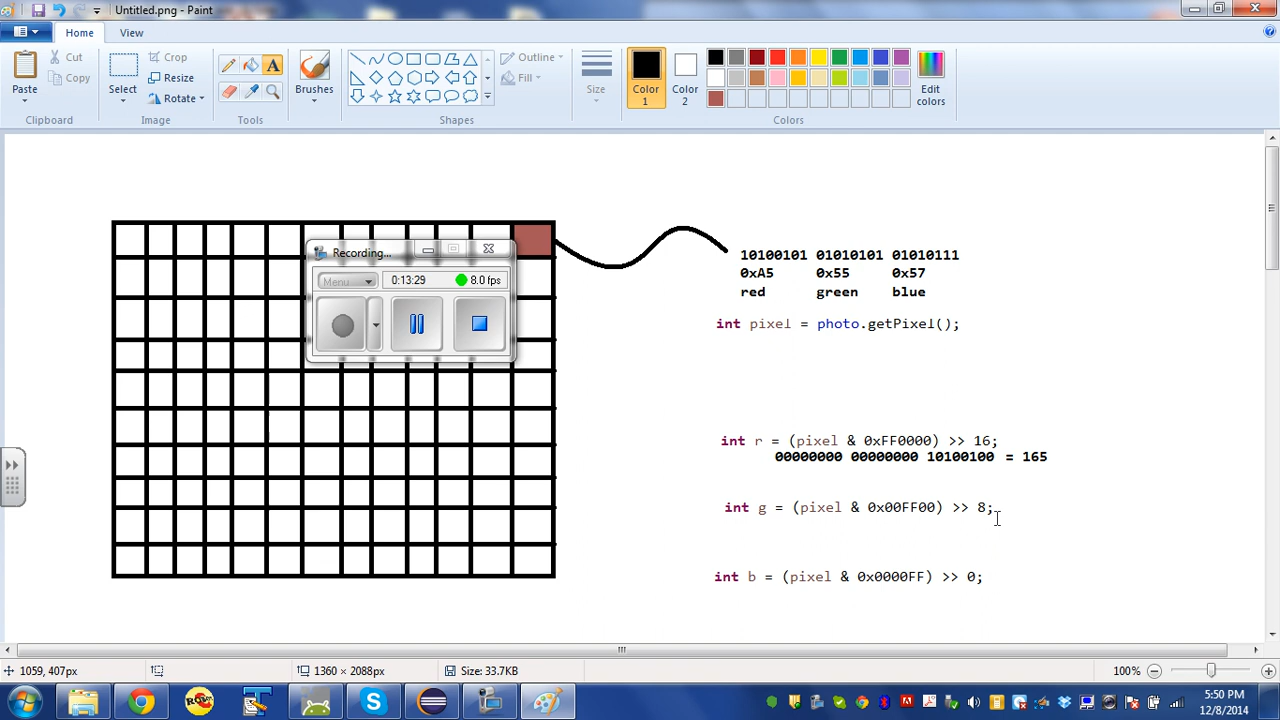 Untitled.png - Paint
Home View
Paste
Cut
Copy
Clipboard
Select
Crop
Resize
Rotate
Image
A
Tools
Brushes
Outline
Fill
Shapes
Size
Color 1
Color 2
Edit colors
Colors
Recording...
Menu 0:13:29 8.0 fps
10100101 01010101 01010111
0xA5 0x55 0x57
red green blue
int pixel = photo.getPixel();
int r = (pixel & 0xFF0000) >> 16;
00000000 00000000 10100100 = 165
int g = (pixel & 0x00FF00) >> 8;
int b = (pixel & 0x0000FF) >> 0;
1059, 407px 1360 × 2088px Size: 33.7KB 100%
5:50 PM
12/8/2014